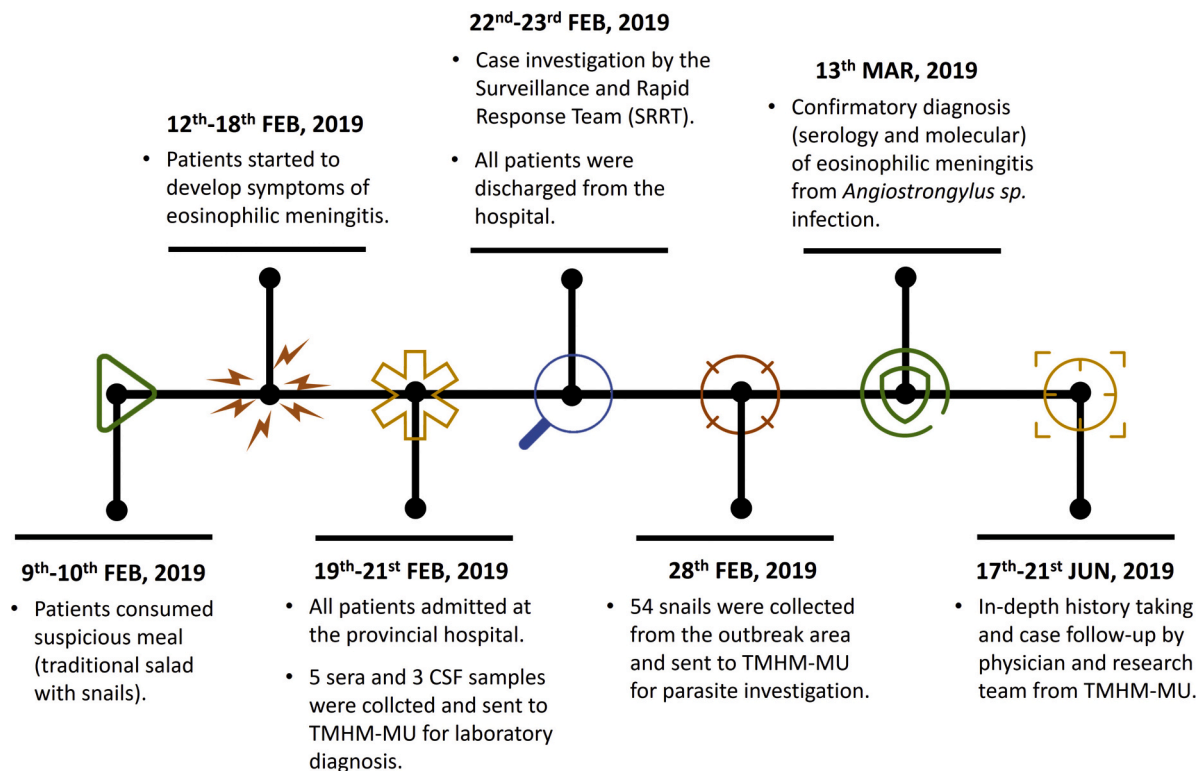 22nd-23rd FEB, 2019
• Case investigation by the
Surveillance and Rapid
Response Team (SRRT).
• All patients were
discharged from the
hospital.
13th MAR, 2019
• Confirmatory diagnosis
(serology and molecular)
of eosinophilic meningitis
from Angiostrongylus sp.
infection.
12th-18th FEB, 2019
• Patients started to
develop symptoms of
eosinophilic meningitis.
9th-10th FEB, 2019
• Patients consumed
suspicious meal
(traditional salad
with snails).
19th-21st FEB, 2019
• All patients admitted at
the provincial hospital.
• 5 sera and 3 CSF samples
were collcted and sent to
TMHM-MU for laboratory
diagnosis.
28th FEB, 2019
• 54 snails were collected
from the outbreak area
and sent to TMHM-MU
for parasite investigation.
17th-21st JUN, 2019
• In-depth history taking
and case follow-up by
physician and research
team from TMHM-MU.